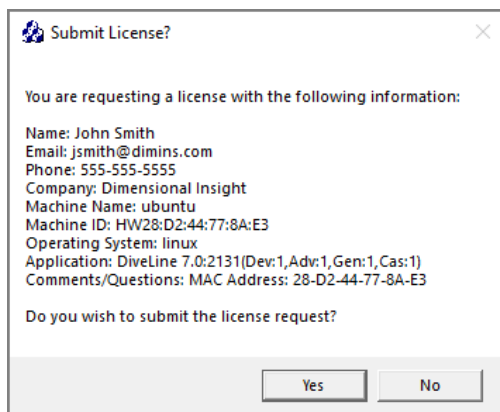 Submit License?
You are requesting a license with the following information:
Name: John Smith
Email: jsmith@dimins.com
Phone: 555-555-5555
Company: Dimensional Insight
Machine Name: ubuntu
Machine ID: HW28:D2:44:77:8A:E3
Operating System: linux
Application: DiveLine 7.0:2131(Dev:1,Adv:1,Gen:1,Cas:1)
Comments/Questions: MAC Address: 28-D2-44-77-8A-E3
Do you wish to submit the license request?
Yes
No